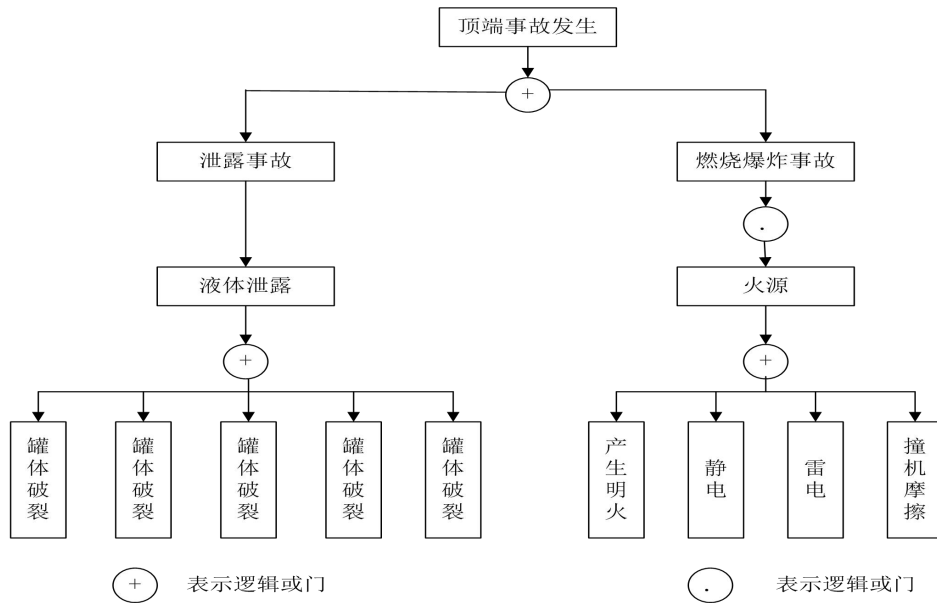 顶端事故发生
+
泄露事故
燃烧爆炸事故
.
液体泄露
火源
+
+
罐体破裂
罐体破裂
罐体破裂
罐体破裂
罐体破裂
产生明火
静电
雷电
撞机摩擦
+ 表示逻辑或门
. 表示逻辑或门